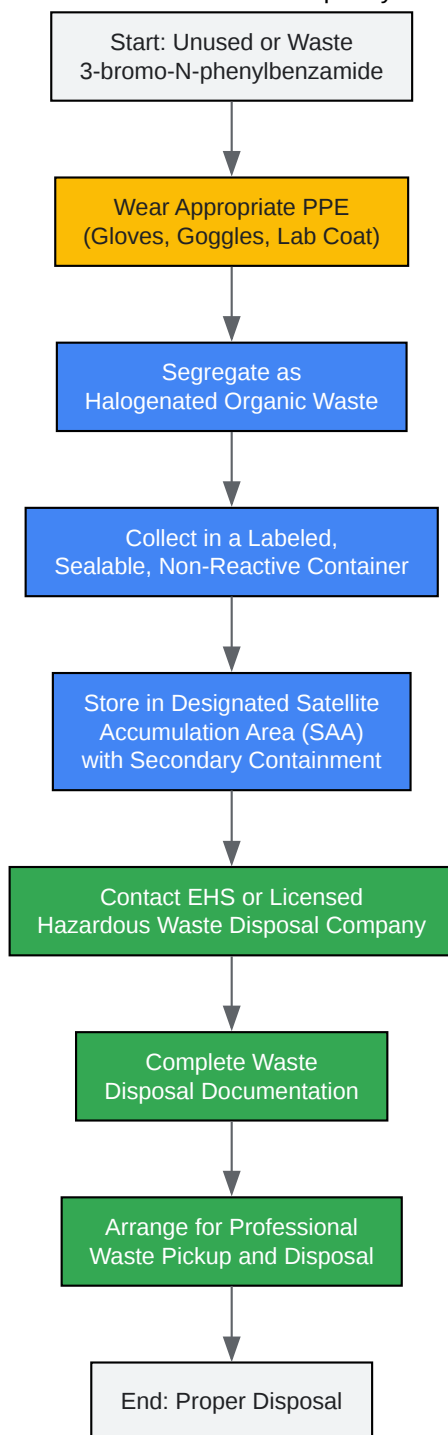 Start: Unused or Waste
3-bromo-N-phenylbenzamide
Wear Appropriate PPE
(Gloves, Goggles, Lab Coat)
Segregate as
Halogenated Organic Waste
Collect in a Labeled,
Sealable, Non-Reactive Container
Store in Designated Satellite
Accumulation Area (SAA)
with Secondary Containment
Contact EHS or Licensed
Hazardous Waste Disposal Company
Complete Waste
Disposal Documentation
Arrange for Professional
Waste Pickup and Disposal
End: Proper Disposal